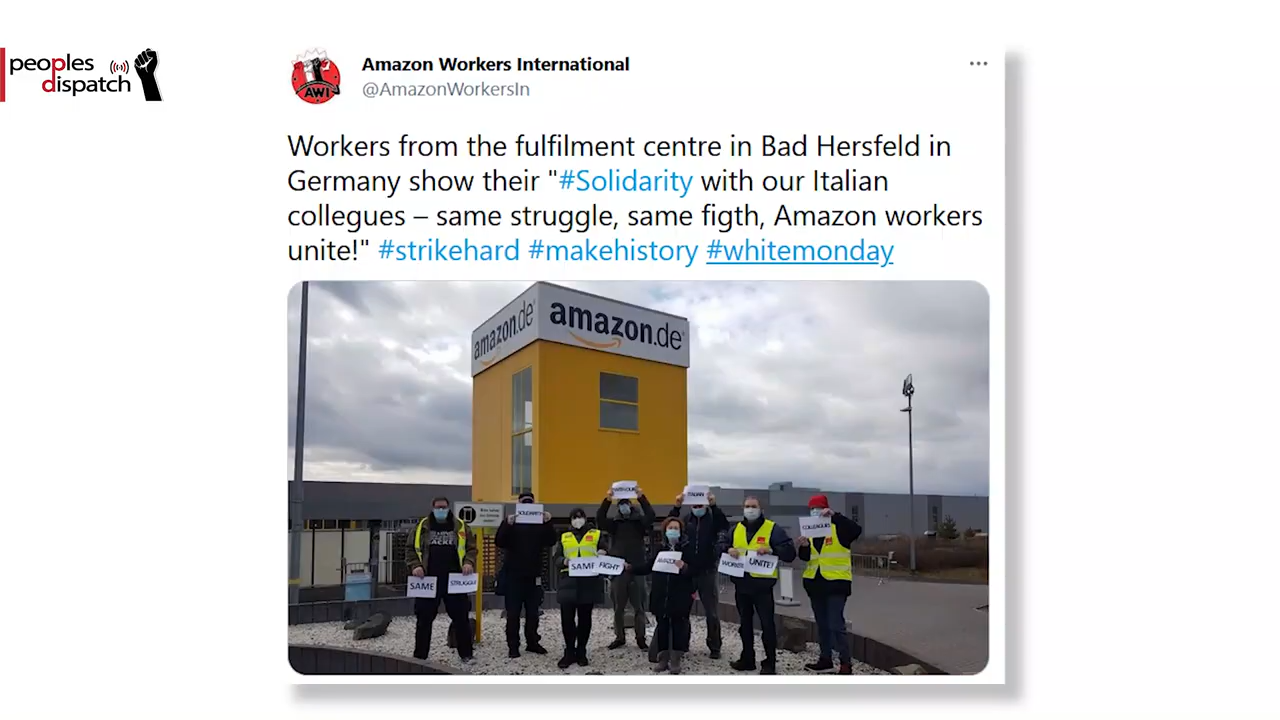 peoples
dispatch
Amazon Workers International
AWI
@AmazonWorkersIn
Workers from the fulfilment centre in Bad Hersfeld in
Germany show their "#Solidarity with our Italian
collegues – same struggle, same figth, Amazon workers
unite!" #strikehard #makehistory #whitemonday
amazon.de
amazon.de
ITALIAN
SOLIDARITY
COLLEGUES
SAME
STRUGGLE
SAME
FIGHT
AMAZON
WORKER
UNITE!